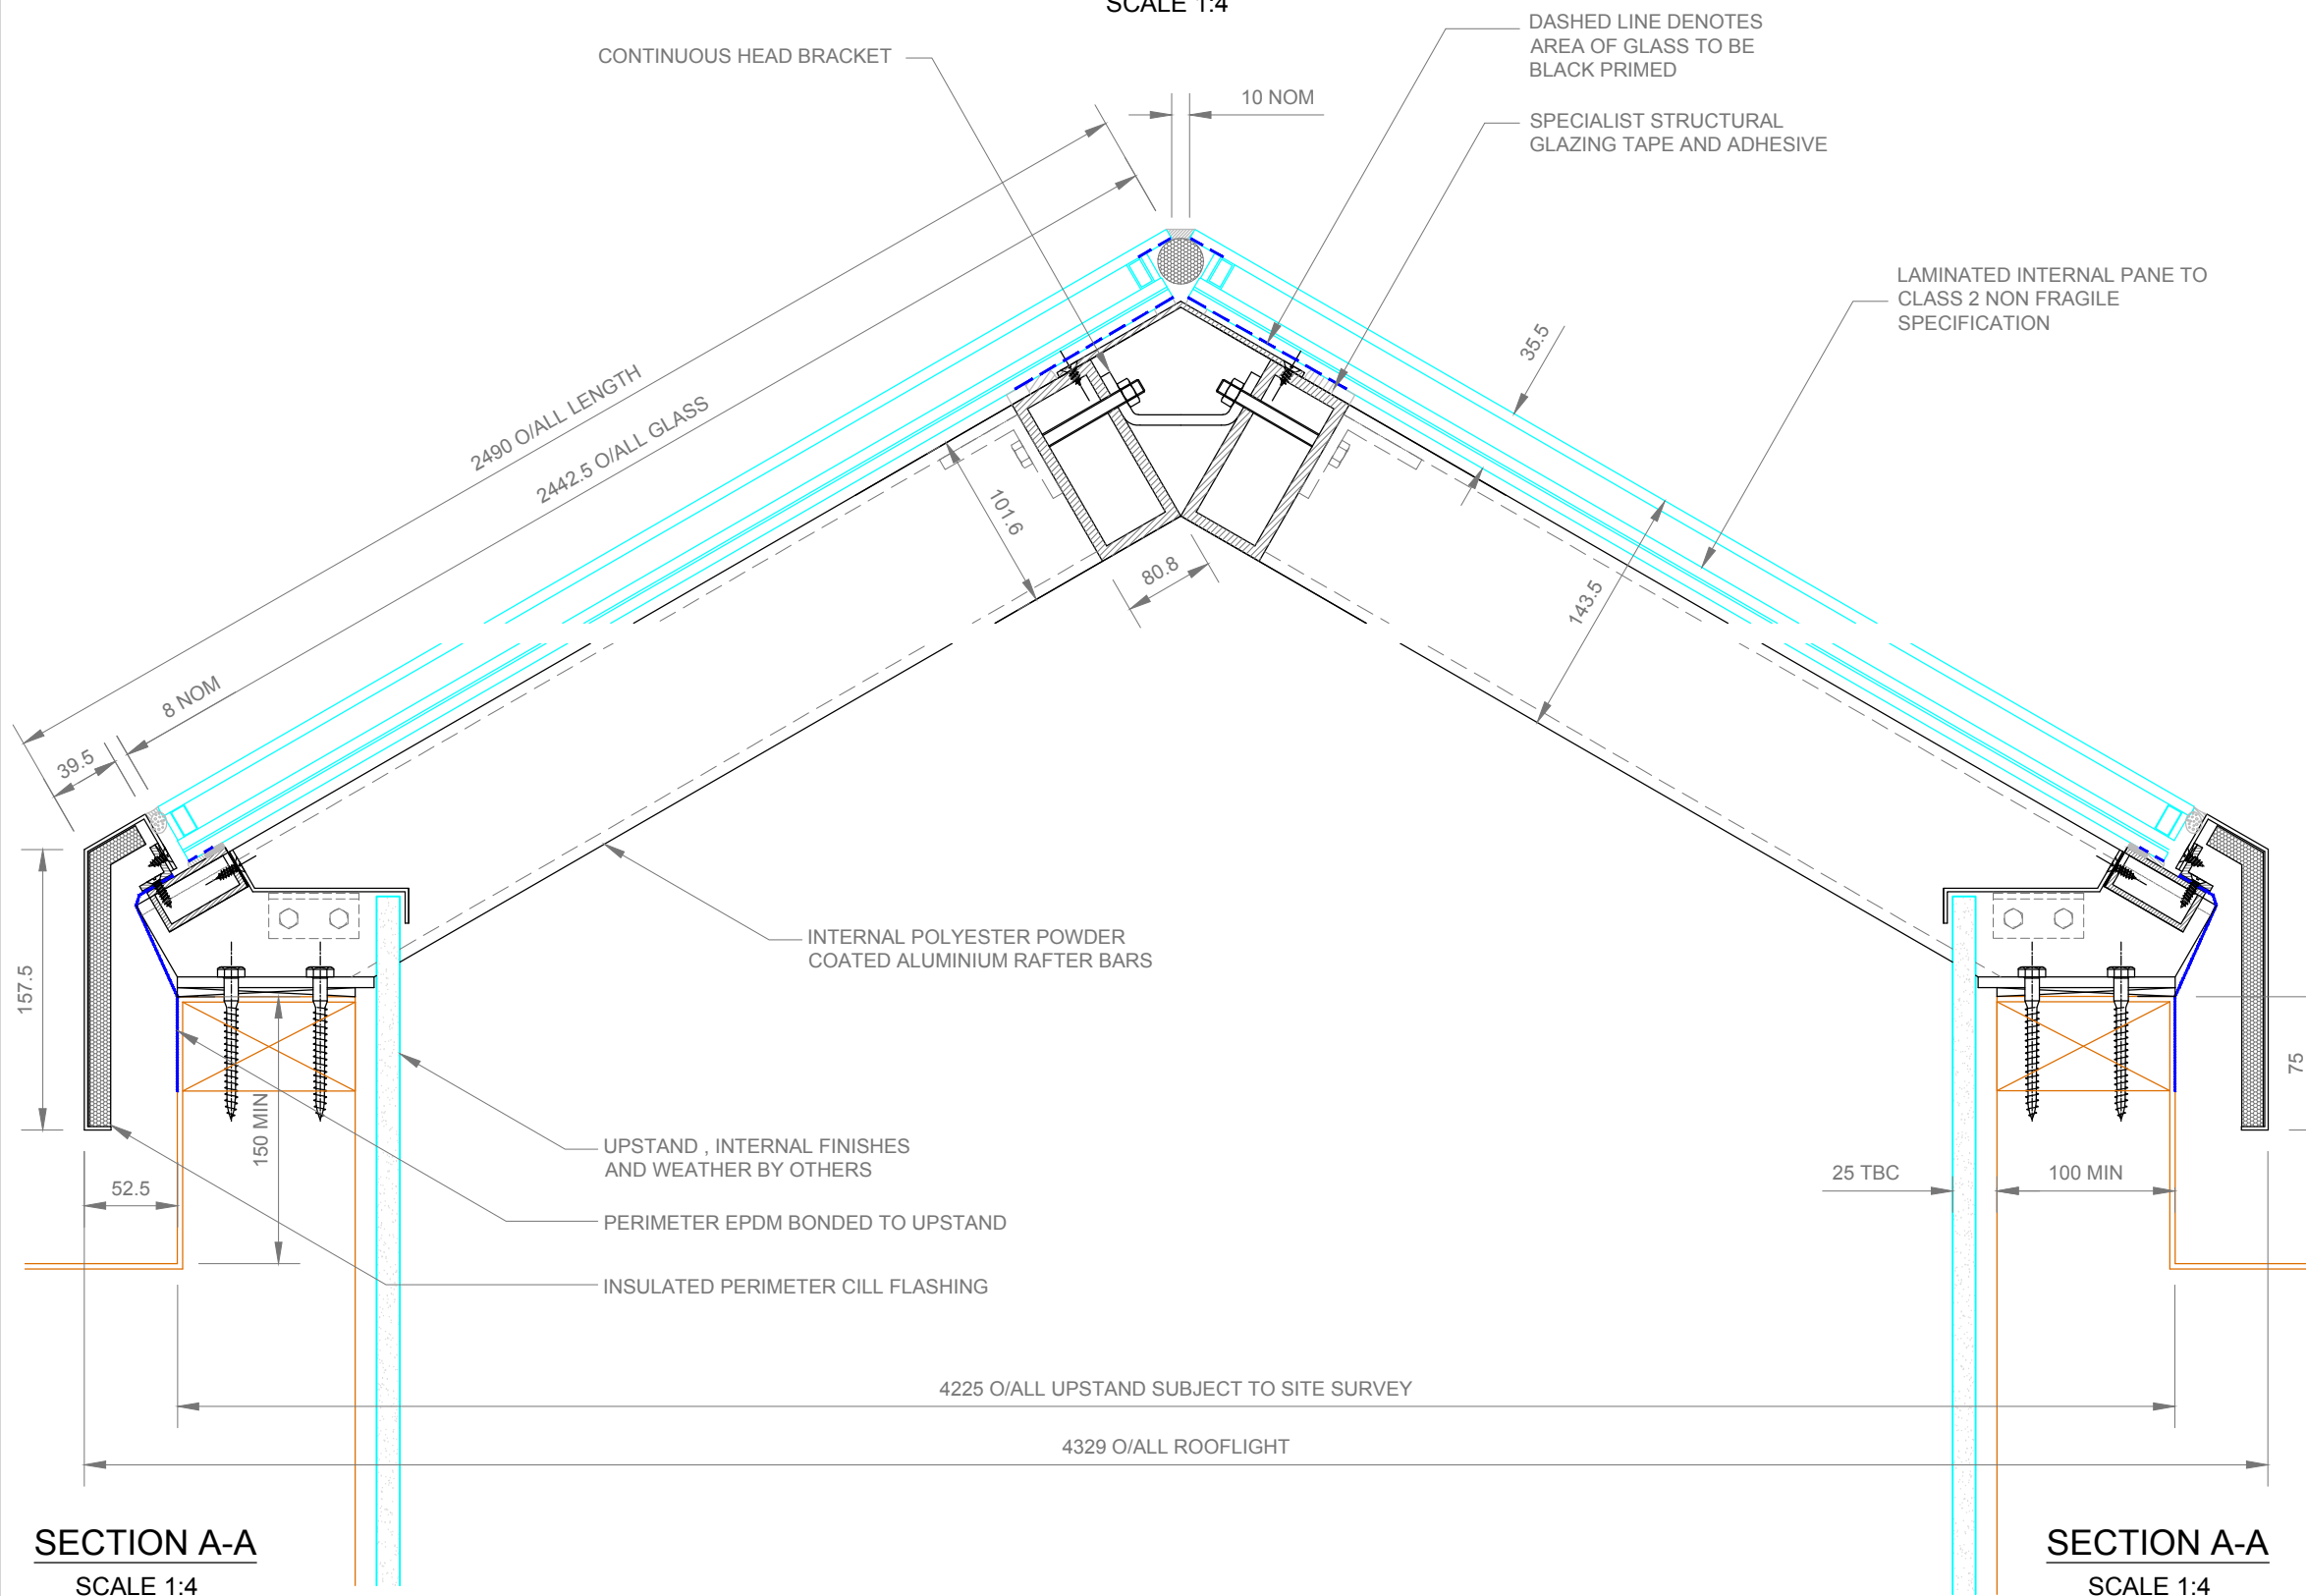 SCALE 1:4
DASHED LINE DENOTES
AREA OF GLASS TO BE
BLACK PRIMED
CONTINUOUS HEAD BRACKET
10 NOM
SPECIALIST STRUCTURAL
GLAZING TAPE AND ADHESIVE
LAMINATED INTERNAL PANE TO
CLASS 2 NON FRAGILE
SPECIFICATION
35.5
2490 O/ALL LENGTH
2442.5 O/ALL GLASS
101.6
80.8
143.5
8 NOM
39.5
157.5
INTERNAL POLYESTER POWDER
COATED ALUMINIUM RAFTER BARS
75
150 MIN
UPSTAND , INTERNAL FINISHES
AND WEATHER BY OTHERS
52.5
25 TBC
100 MIN
PERIMETER EPDM BONDED TO UPSTAND
INSULATED PERIMETER CILL FLASHING
4225 O/ALL UPSTAND SUBJECT TO SITE SURVEY
4329 O/ALL ROOFLIGHT
SECTION A-A
SCALE 1:4
SECTION A-A
SCALE 1:4